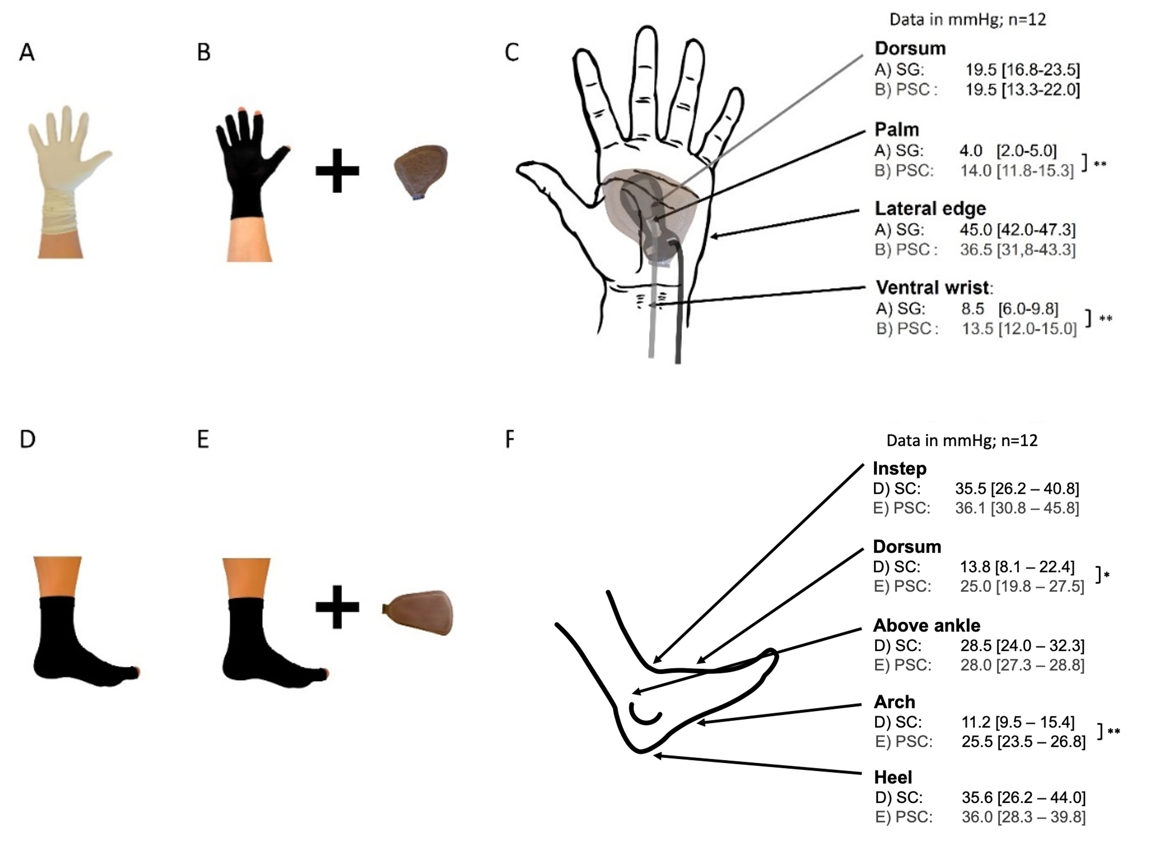 A
B
C
Data in mmHg; n=12
Dorsum
A) SG: 19.5 [16.8-23.5]
B) PSC: 19.5 [13.3-22.0]
Palm
A) SG: 4.0 [2.0-5.0]
B) PSC: 14.0 [11.8-15.3]
**
Lateral edge
A) SG: 45.0 [42.0-47.3]
B) PSC: 36.5 [31,8-43.3]
Ventral wrist:
A) SG: 8.5 [6.0-9.8]
B) PSC: 13.5 [12.0-15.0]
**
+
D
E
F
Data in mmHg; n=12
Instep
D) SC: 35.5 [26.2 – 40.8]
E) PSC: 36.1 [30.8 – 45.8]
Dorsum
D) SC: 13.8 [8.1 – 22.4]
E) PSC: 25.0 [19.8 – 27.5]
*
Above ankle
D) SC: 28.5 [24.0 – 32.3]
E) PSC: 28.0 [27.3 – 28.8]
Arch
D) SC: 11.2 [9.5 – 15.4]
E) PSC: 25.5 [23.5 – 26.8]
**
Heel
D) SC: 35.6 [26.2 – 44.0]
E) PSC: 36.0 [28.3 – 39.8]
+